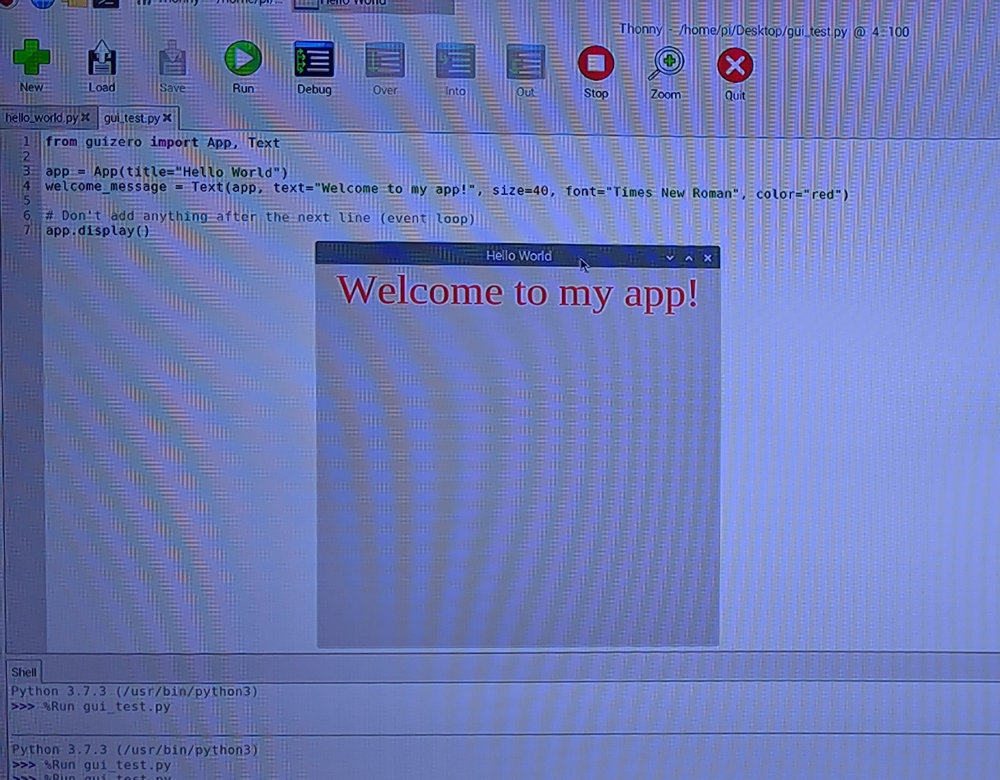 Hello World
Thonny - /home/pi/Desktop/gui_test.py @ 4:100
New Load Save Run Debug Over Into Out Stop Zoom Quit
hello_world.py gui_test.py
1 from guizero import App, Text
2
3 app = App(title="Hello World")
4 welcome_message = Text(app, text="Welcome to my app!", size=40, font="Times New Roman", color="red")
5
6 # Don't add anything after the next line (event loop)
7 app.display()
Hello World
Welcome to my app!
Shell
Python 3.7.3 (/usr/bin/python3)
>>> %Run gui_test.py
Python 3.7.3 (/usr/bin/python3)
>>> %Run gui_test.py
>>> %Run gui_test.py